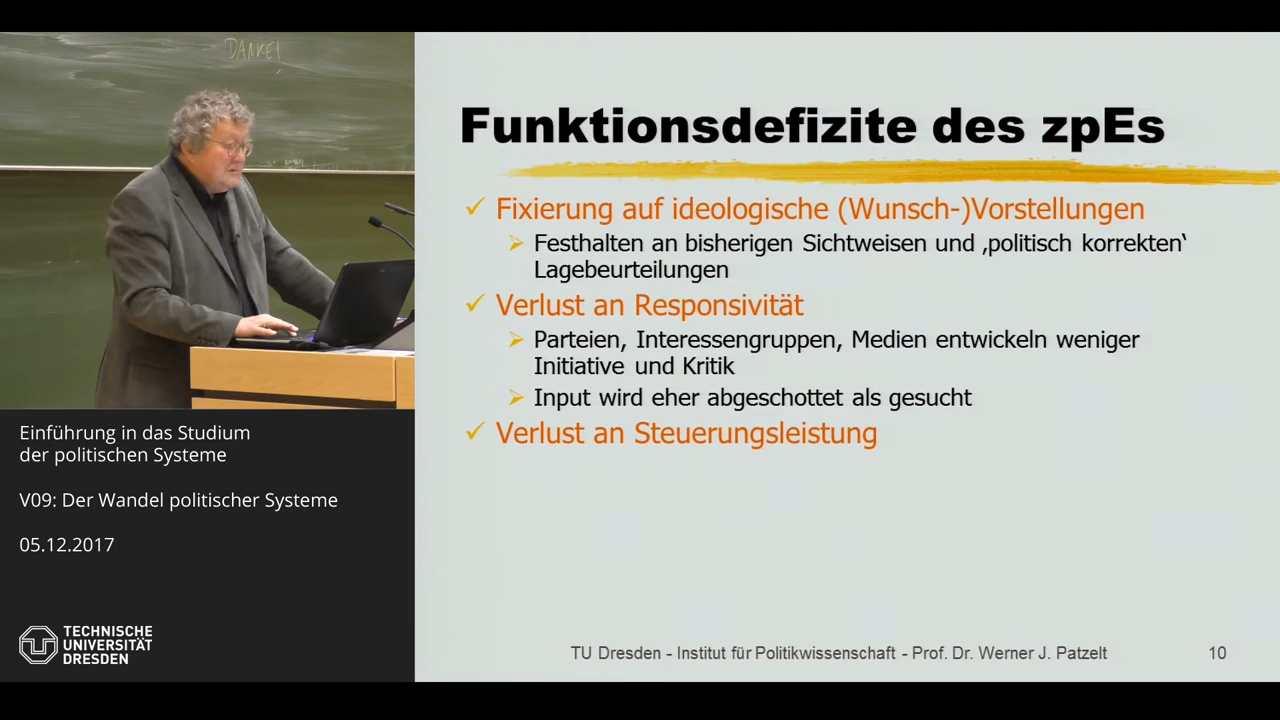 DANKE!
Funktionsdefizite des zpEs
Fixierung auf ideologische (Wunsch-)Vorstellungen
Festhalten an bisherigen Sichtweisen und ‚politisch korrekten‘
Lagebeurteilungen
Verlust an Responsivität
Parteien, Interessengruppen, Medien entwickeln weniger
Initiative und Kritik
Input wird eher abgeschottet als gesucht
Verlust an Steuerungsleistung
Einführung in das Studium
der politischen Systeme
V09: Der Wandel politischer Systeme
05.12.2017
TECHNISCHE
UNIVERSITÄT
DRESDEN
TU Dresden - Institut für Politikwissenschaft - Prof. Dr. Werner J. Patzelt
10